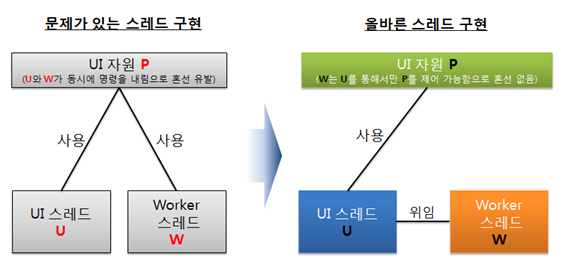 문제가 있는 스레드 구현
UI 자원 P
(U와 W가 동시에 명령을 내림으로 혼선 유발)
사용
사용
UI 스레드
U
Worker
스레드
W
올바른 스레드 구현
UI 자원 P
(W는 U를 통해서만 P를 제어 가능함으로 혼선 없음)
사용
UI 스레드
U
위임
Worker
스레드
W